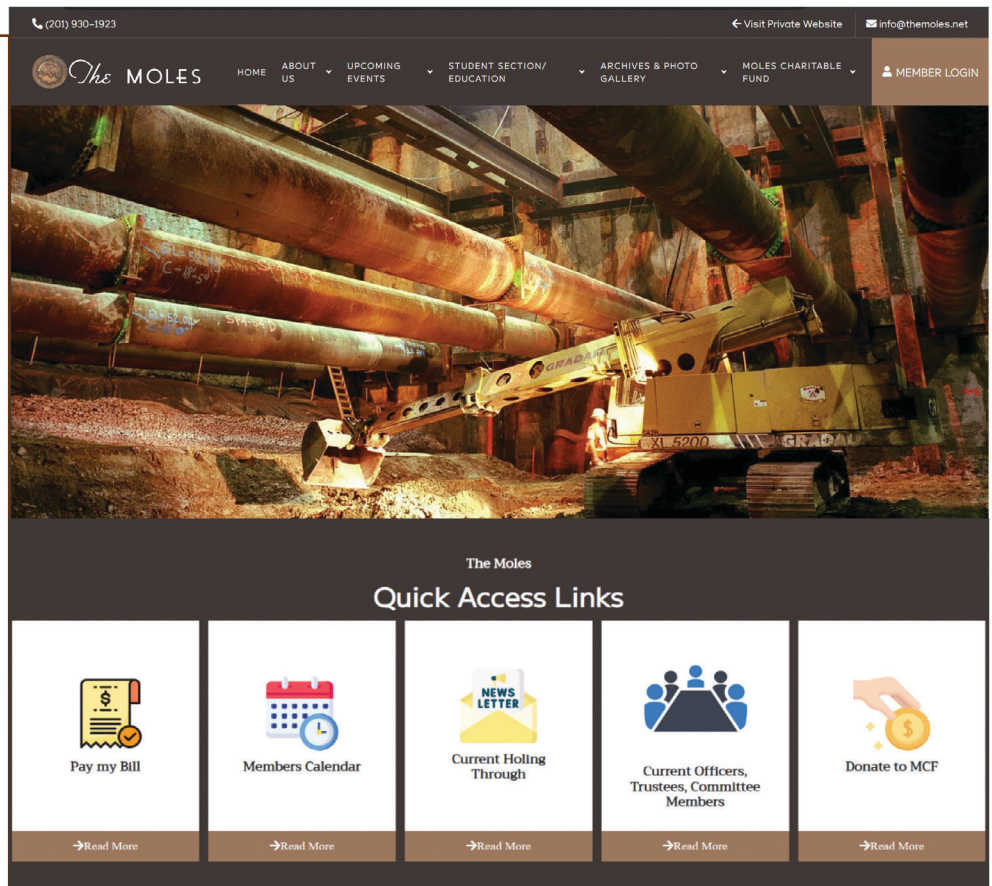 (201) 930-1923
Visit Private Website
info@themoles.net
The MOLES
HOME
ABOUT
US
UPCOMING
EVENTS
STUDENT SECTION/
EDUCATION
ARCHIVES & PHOTO
GALLERY
MOLES CHARITABLE
FUND
MEMBER LOGIN
GRADALL
XL 5200
GRADALL
The Moles
Quick Access Links
$
Pay my Bill
Members Calendar
NEWS
LETTER
Current Holing
Through
Current Officers,
Trustees, Committee
Members
$
Donate to MCF
Read More
Read More
Read More
Read More
Read More